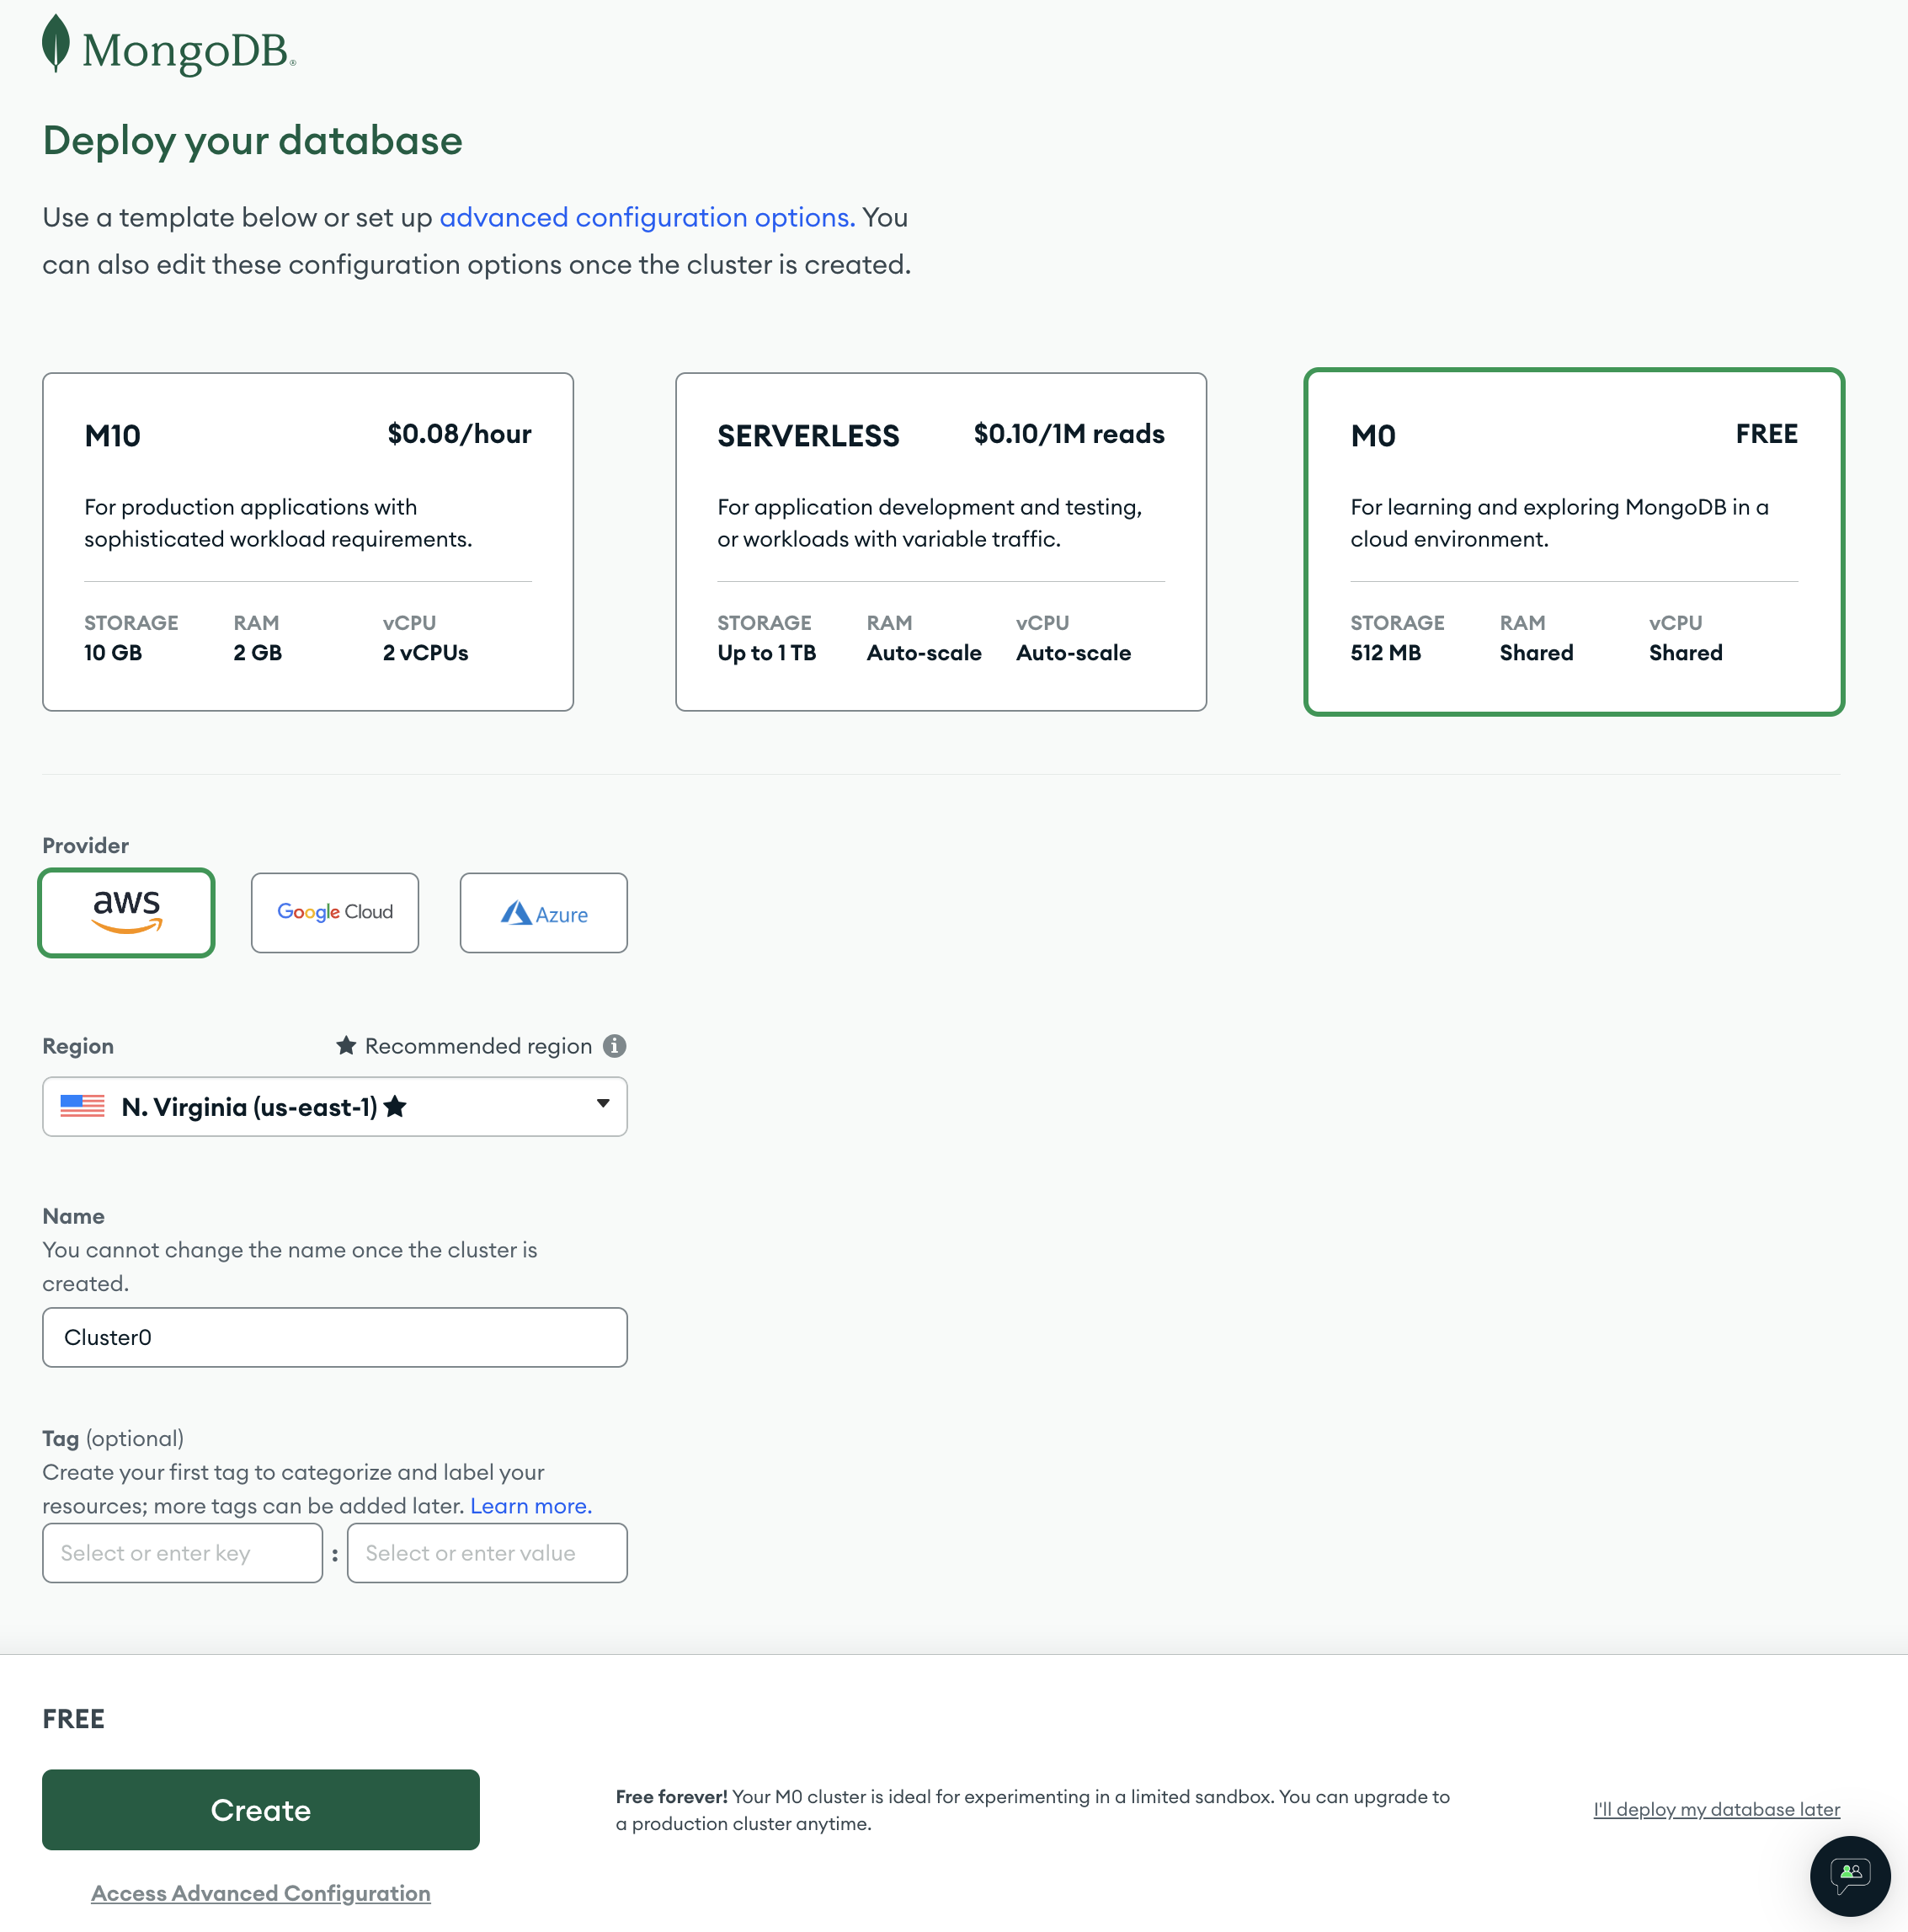 MongoDB®
Deploy your database
Use a template below or set up advanced configuration options. You
can also edit these configuration options once the cluster is created.
M10 $0.08/hour
For production applications with
sophisticated workload requirements.
STORAGE RAM vCPU
10 GB 2 GB 2 vCPUs
SERVERLESS $0.10/1M reads
For application development and testing,
or workloads with variable traffic.
STORAGE RAM vCPU
Up to 1 TB Auto-scale Auto-scale
M0 FREE
For learning and exploring MongoDB in a
cloud environment.
STORAGE RAM vCPU
512 MB Shared Shared
Provider
aws Google Cloud Azure
Region ★ Recommended region i
N. Virginia (us-east-1) ★
Name
You cannot change the name once the cluster is
created.
Cluster0
Tag (optional)
Create your first tag to categorize and label your
resources; more tags can be added later. Learn more.
Select or enter key : Select or enter value
FREE
Create
Free forever! Your M0 cluster is ideal for experimenting in a limited sandbox. You can upgrade to
a production cluster anytime.
I'll deploy my database later
Access Advanced Configuration